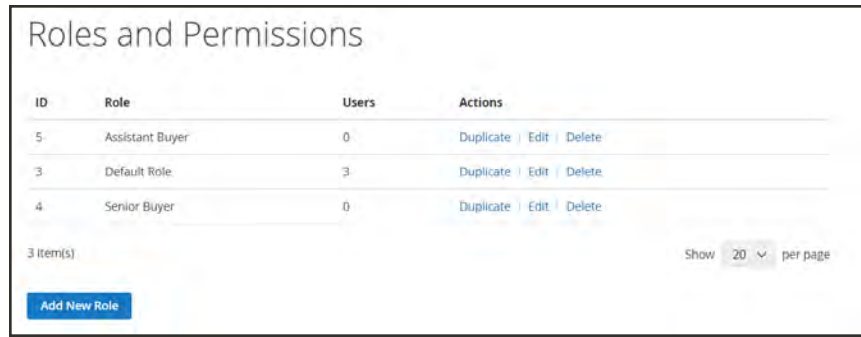 Roles and Permissions
ID Role Users Actions
5 Assistant Buyer 0 Duplicate | Edit | Delete
3 Default Role 3 Duplicate | Edit | Delete
4 Senior Buyer 0 Duplicate | Edit | Delete
3 item(s) Show 20 per page
Add New Role